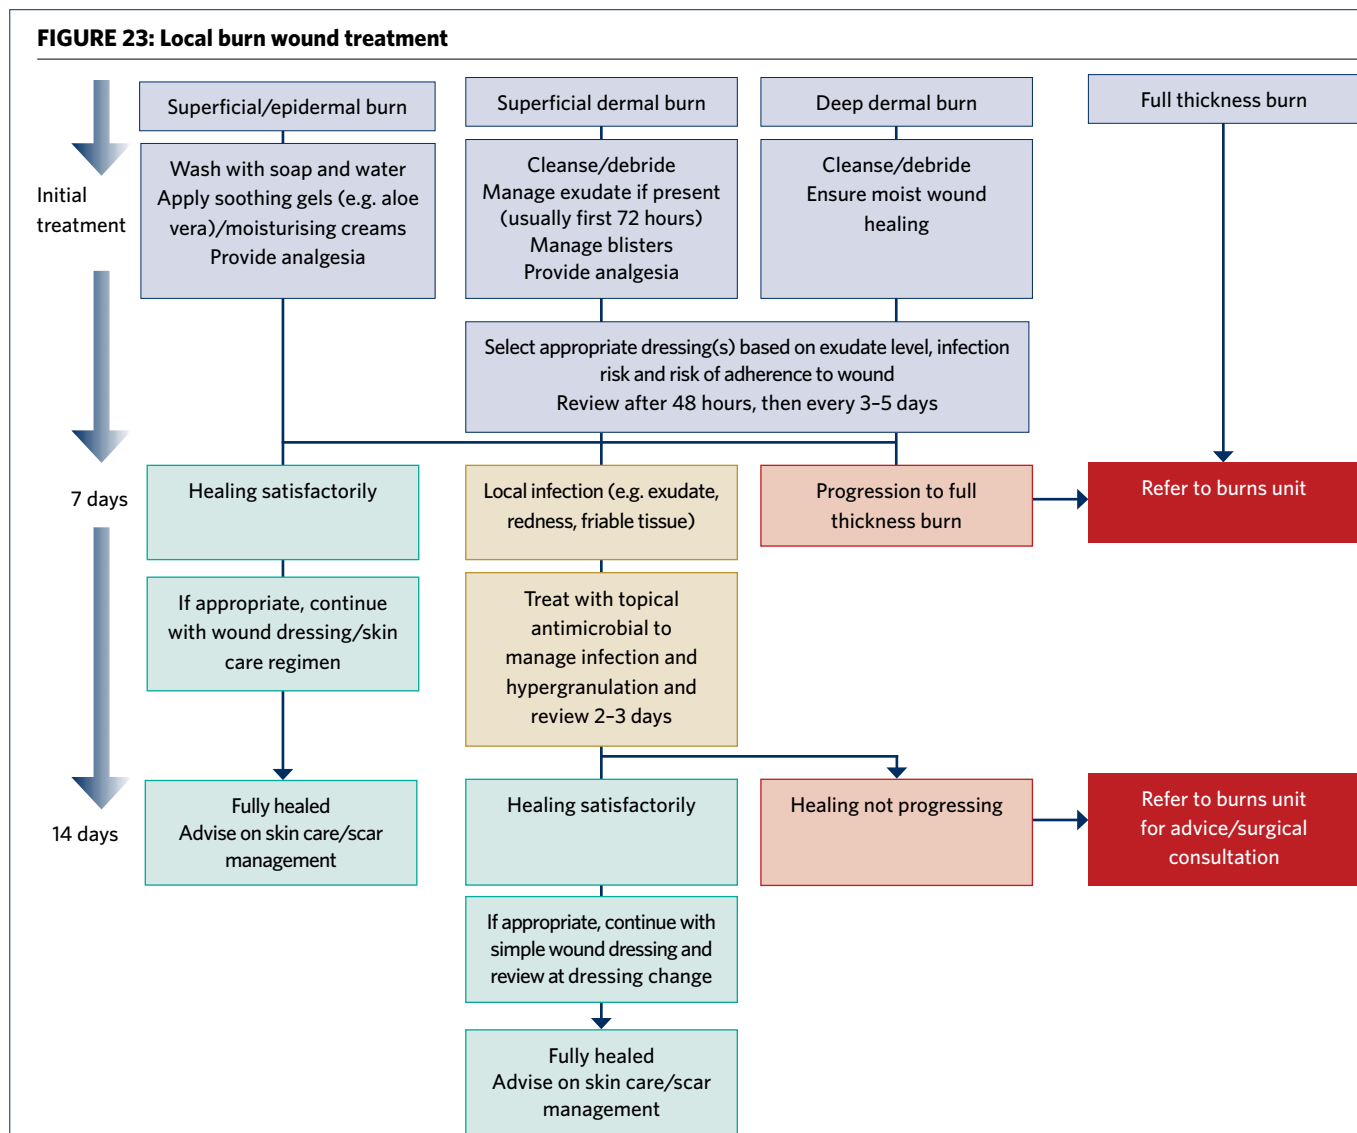 FIGURE 23: Local burn wound treatment
Superficial/epidermal burn
Superficial dermal burn
Deep dermal burn
Full thickness burn
Initial
treatment
Wash with soap and water
Apply soothing gels (e.g. aloe
vera)/moisturising creams
Provide analgesia
Cleanse/debride
Manage exudate if present
(usually first 72 hours)
Manage blisters
Provide analgesia
Cleanse/debride
Ensure moist wound
healing
Select appropriate dressing(s) based on exudate level, infection
risk and risk of adherence to wound
Review after 48 hours, then every 3–5 days
7 days
Healing satisfactorily
Local infection (e.g. exudate,
redness, friable tissue)
Progression to full
thickness burn
Refer to burns unit
If appropriate, continue
with wound dressing/skin
care regimen
Treat with topical
antimicrobial to
manage infection and
hypergranulation and
review 2–3 days
14 days
Fully healed
Advise on skin care/scar
management
Healing satisfactorily
Healing not progressing
Refer to burns unit
for advice/surgical
consultation
If appropriate, continue with
simple wound dressing and
review at dressing change
Fully healed
Advise on skin care/scar
management